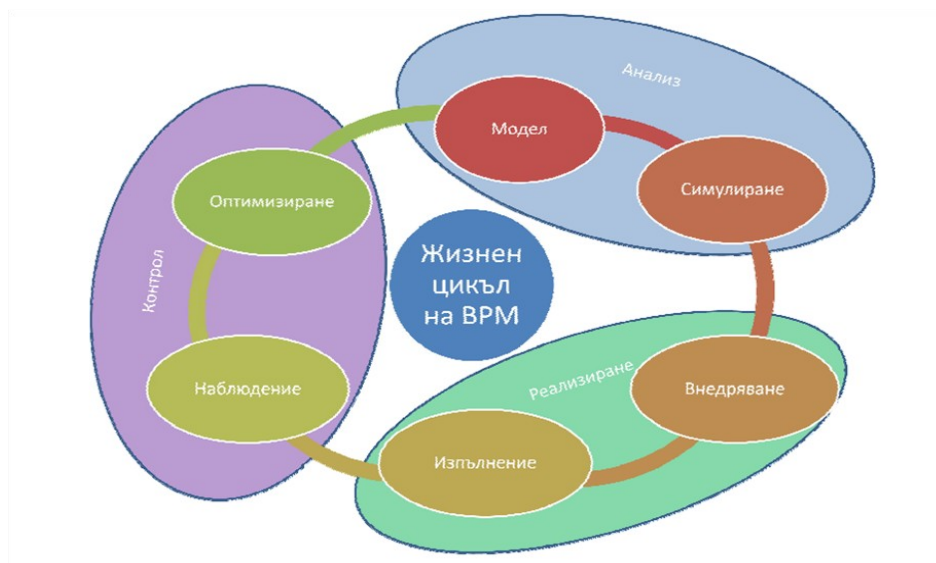 Анализ
Модел
Симулиране
Оптимизиране
Жизнен
цикъл
на BPM
Контрол
Наблюдение
Реализиране
Внедряване
Изпълнение